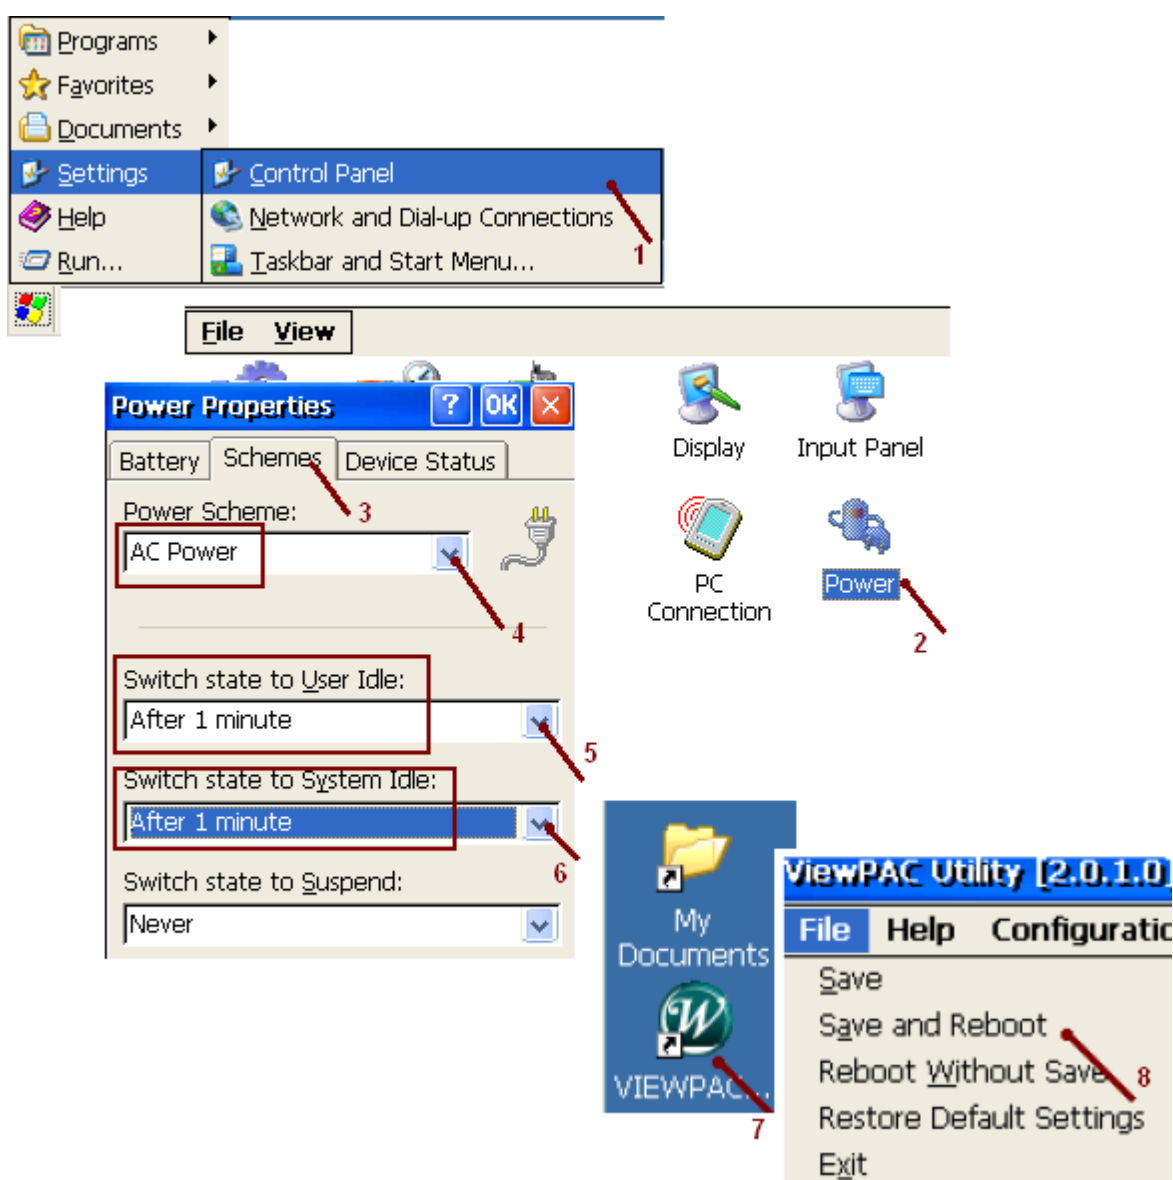 Programs
Favorites
Documents
Settings
Control Panel
Help
Network and Dial-up Connections
Run...
Taskbar and Start Menu...
1
File View
Power Properties ? OK
Battery Schemes Device Status
3
Power Scheme:
AC Power
4
Display
Input Panel
PC
Connection
Power
2
Switch state to User Idle:
After 1 minute
5
Switch state to System Idle:
After 1 minute
6
Switch state to Suspend:
Never
My
Documents
VIEWPAC...
7
ViewPAC Utility [2.0.1.0
File Help Configuratio
Save
Save and Reboot
Reboot Without Save
8
Restore Default Settings
Exit